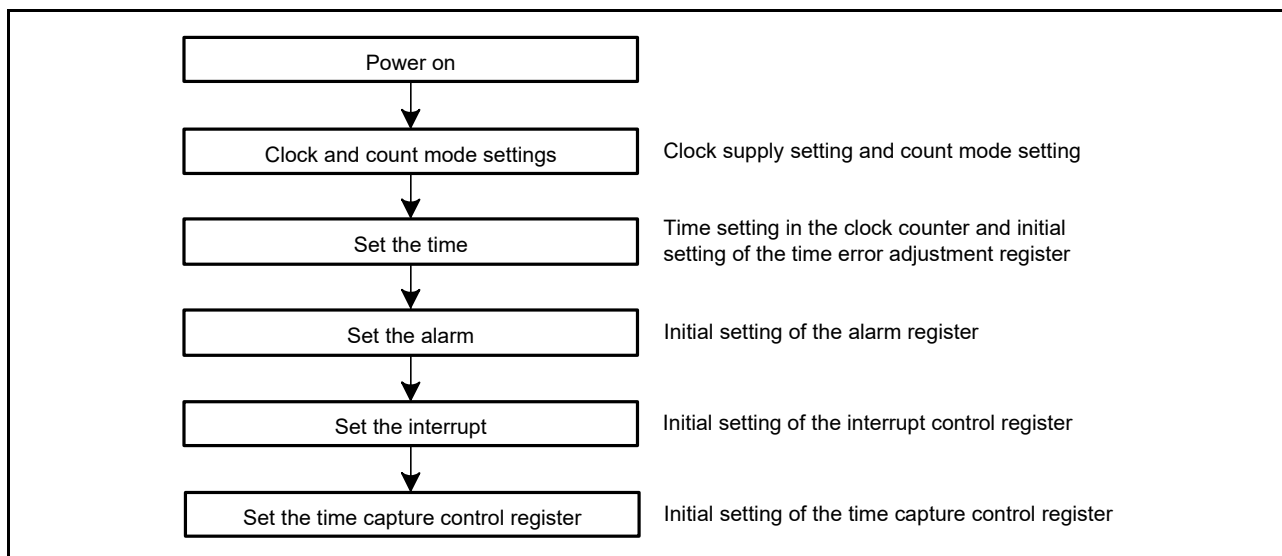 Power on
Clock and count mode settings
Clock supply setting and count mode setting
Set the time
Time setting in the clock counter and initial
setting of the time error adjustment register
Set the alarm
Initial setting of the alarm register
Set the interrupt
Initial setting of the interrupt control register
Set the time capture control register
Initial setting of the time capture control register